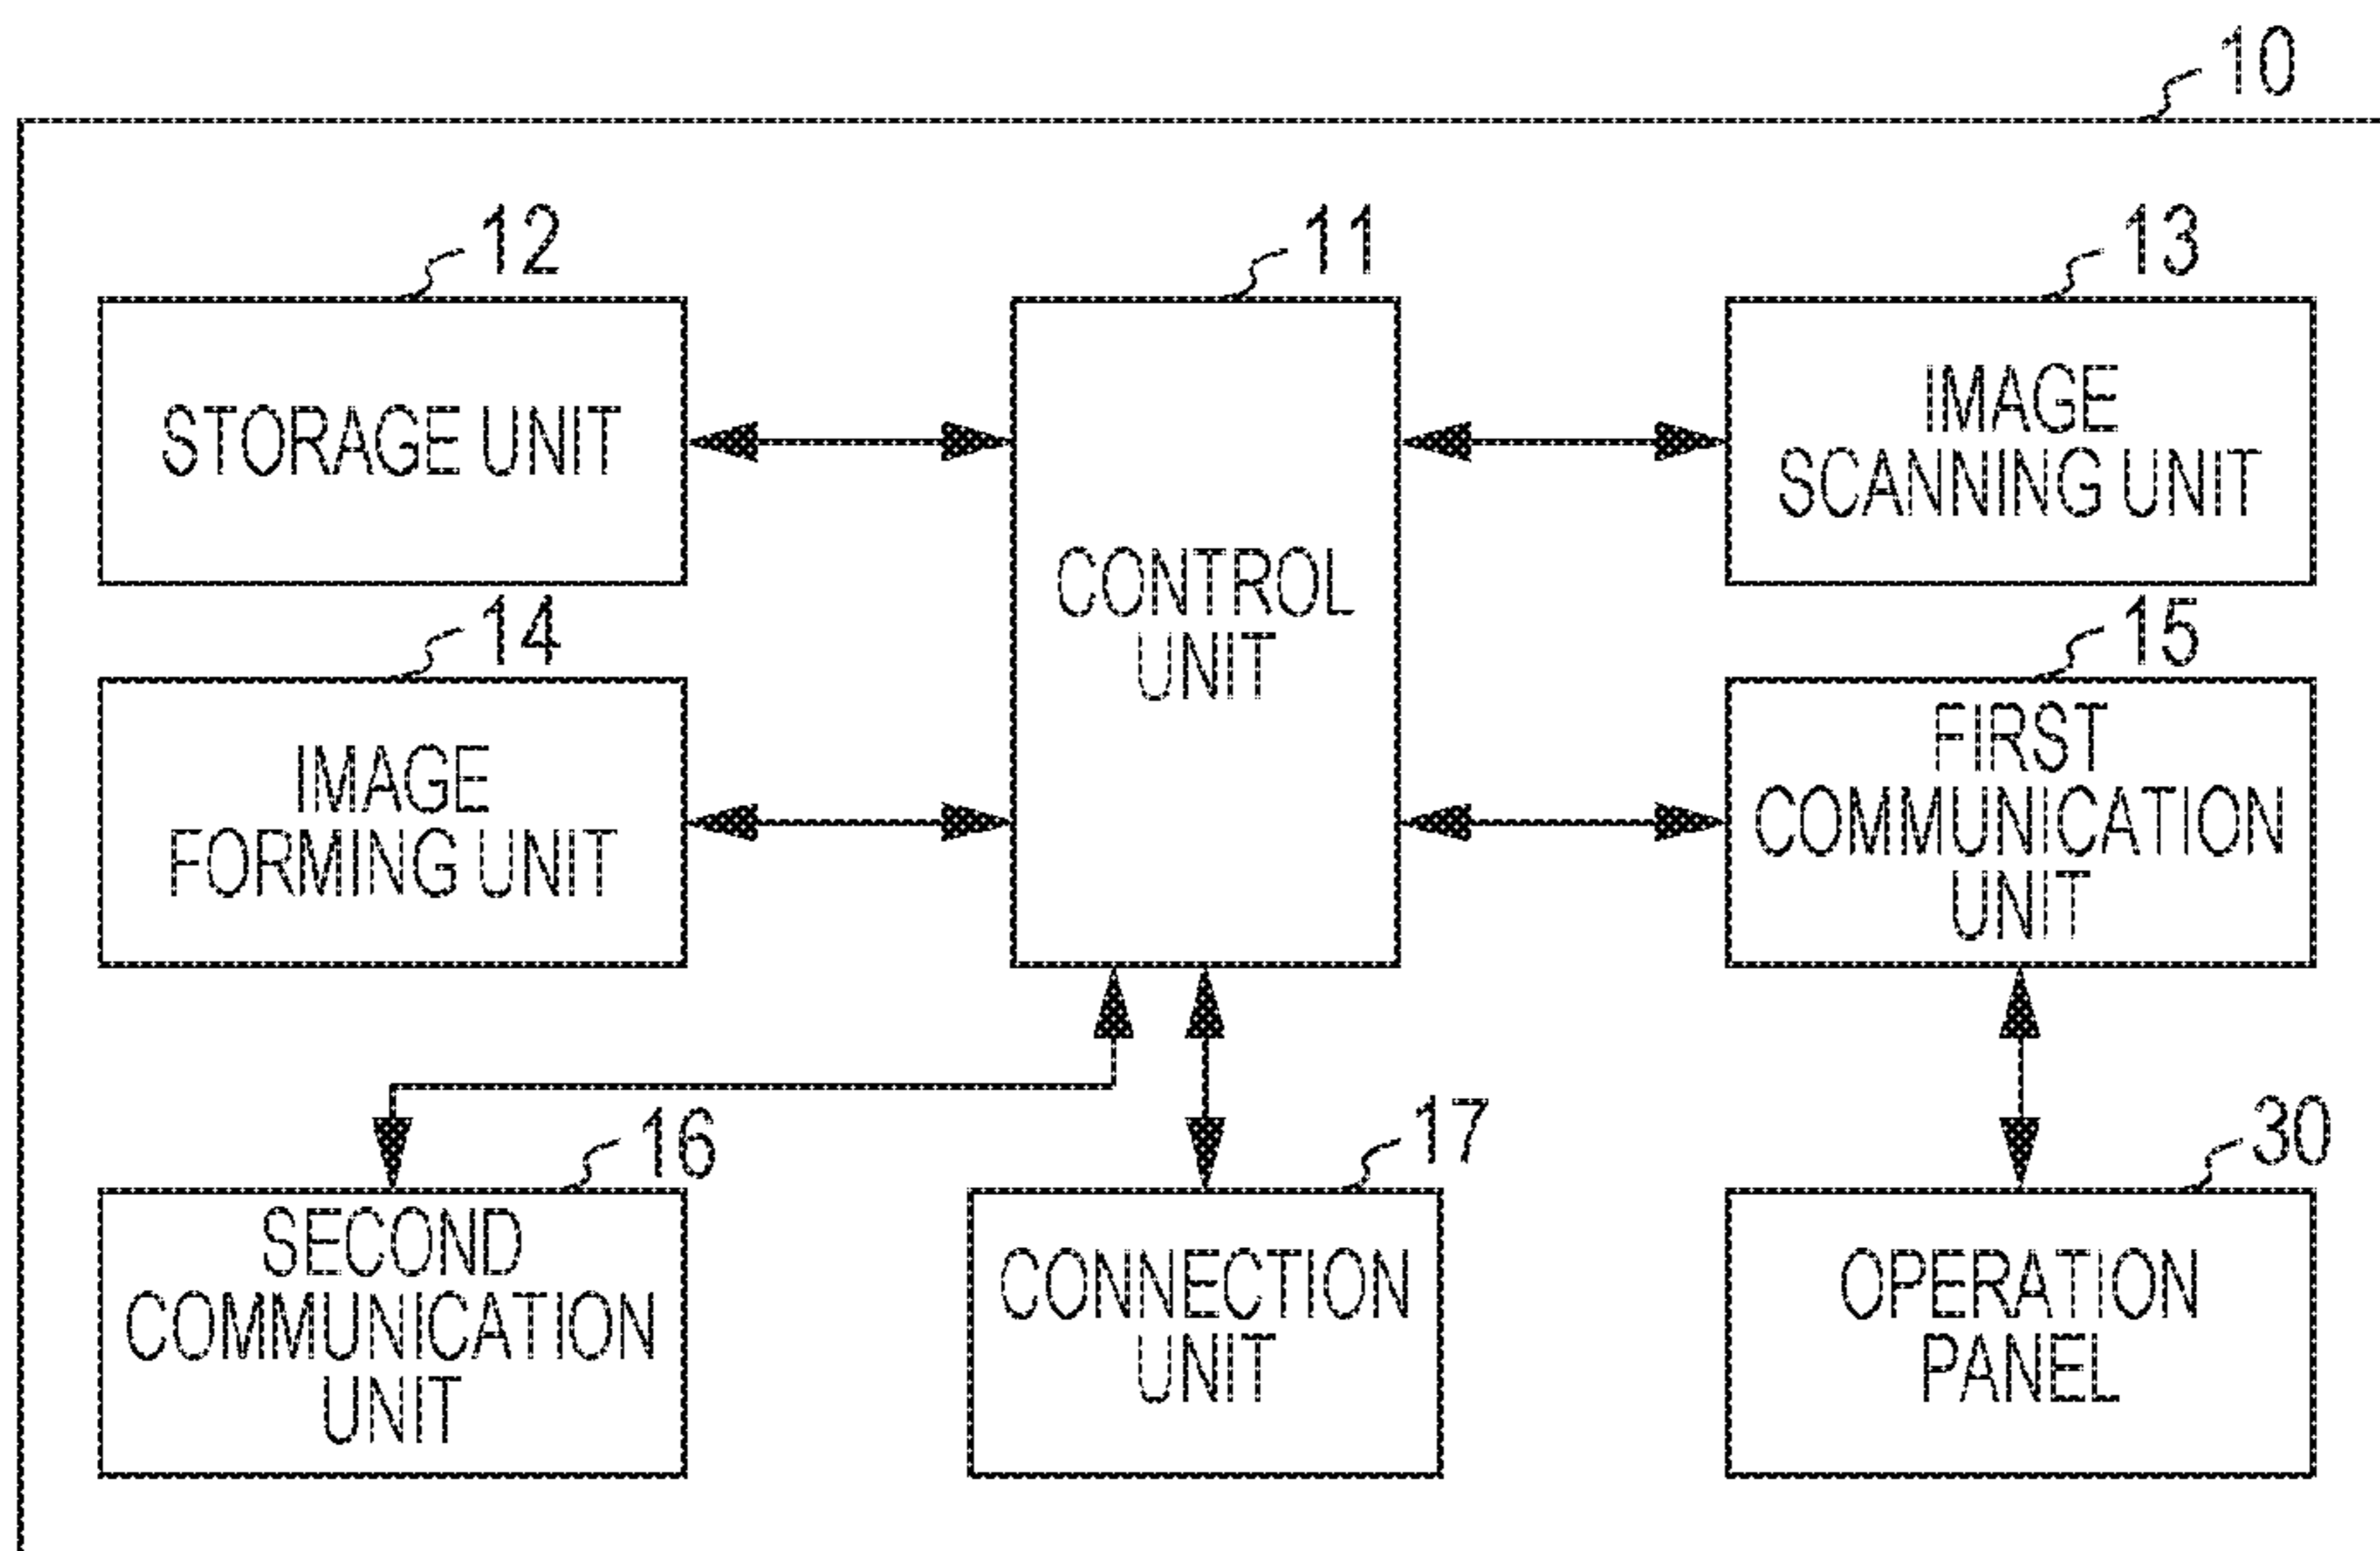 10
12
11
13
STORAGE UNIT
CONTROL
UNIT
IMAGE
SCANNING UNIT
14
15
IMAGE
FORMING UNIT
FIRST
COMMUNICATION
UNIT
16
17
30
SECOND
COMMUNICATION
UNIT
CONNECTION
UNIT
OPERATION
PANEL